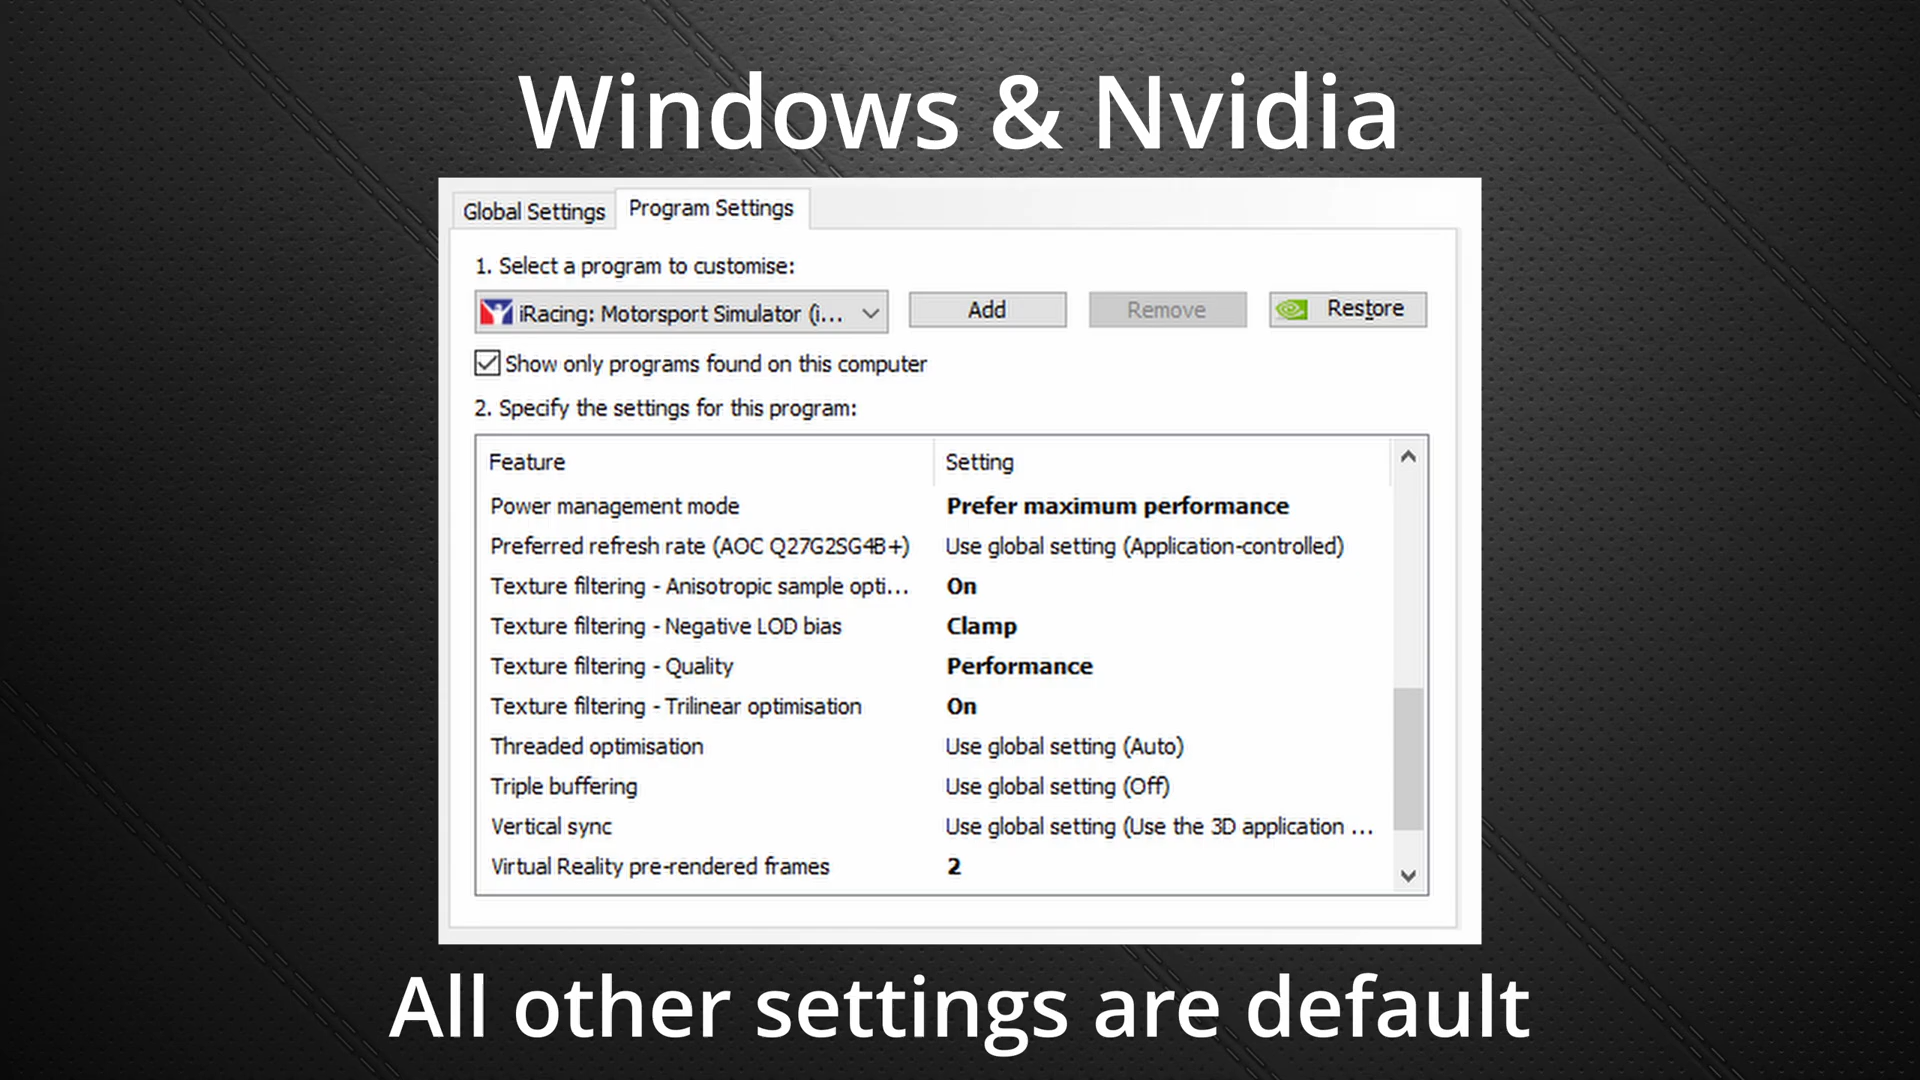 Windows & Nvidia
Global Settings Program Settings
1. Select a program to customise:
iRacing: Motorsport Simulator (i... Add Remove Restore
Show only programs found on this computer
2. Specify the settings for this program:
Feature Setting
Power management mode Prefer maximum performance
Preferred refresh rate (AOC Q27G2SG4B+) Use global setting (Application-controlled)
Texture filtering - Anisotropic sample opti... On
Texture filtering - Negative LOD bias Clamp
Texture filtering - Quality Performance
Texture filtering - Trilinear optimisation On
Threaded optimisation Use global setting (Auto)
Triple buffering Use global setting (Off)
Vertical sync Use global setting (Use the 3D application ...
Virtual Reality pre-rendered frames 2
All other settings are default